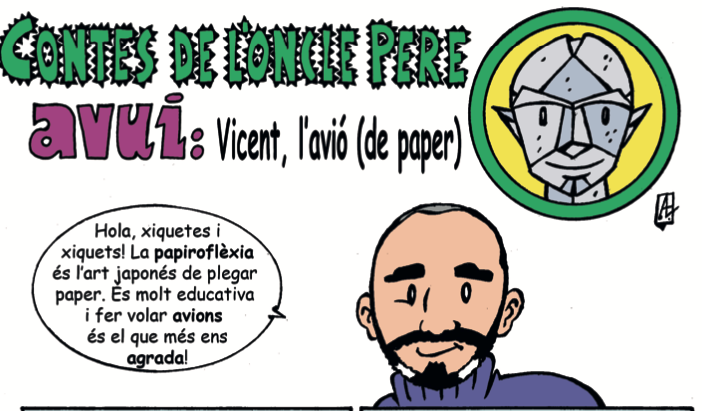 CONTES DE L'ONCLE PERE
avui: Vicent, l'avió (de paper)
Hola, xiquetes i
xiquets! La papiroflèxia
és l'art japonés de plegar
paper. És molt educativa
i fer volar avions
és el que més ens
agrada!